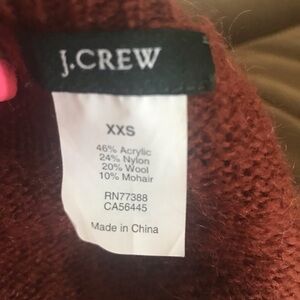 J.CREW
XXS
46% Acrylic
24% Nylon
20% Wool
10% Mohair
RN77388
CA56445
Made in China